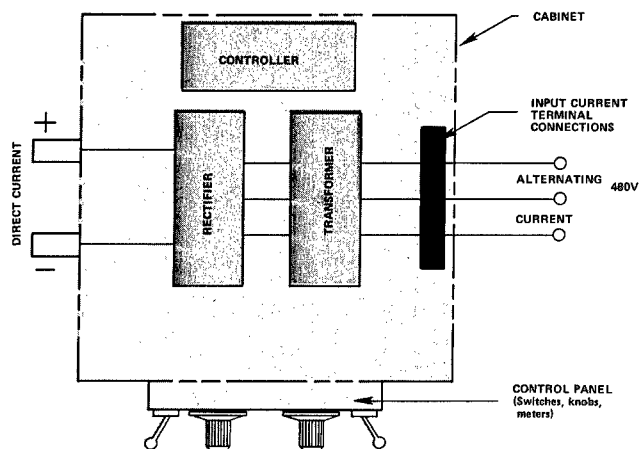 CABINET
CONTROLLER
INPUT CURRENT
TERMINAL
CONNECTIONS
+
DIRECT CURRENT
−
RECTIFIER
TRANSFORMER
ALTERNATING
480V
CURRENT
CONTROL PANEL
(Switches, knobs,
meters)